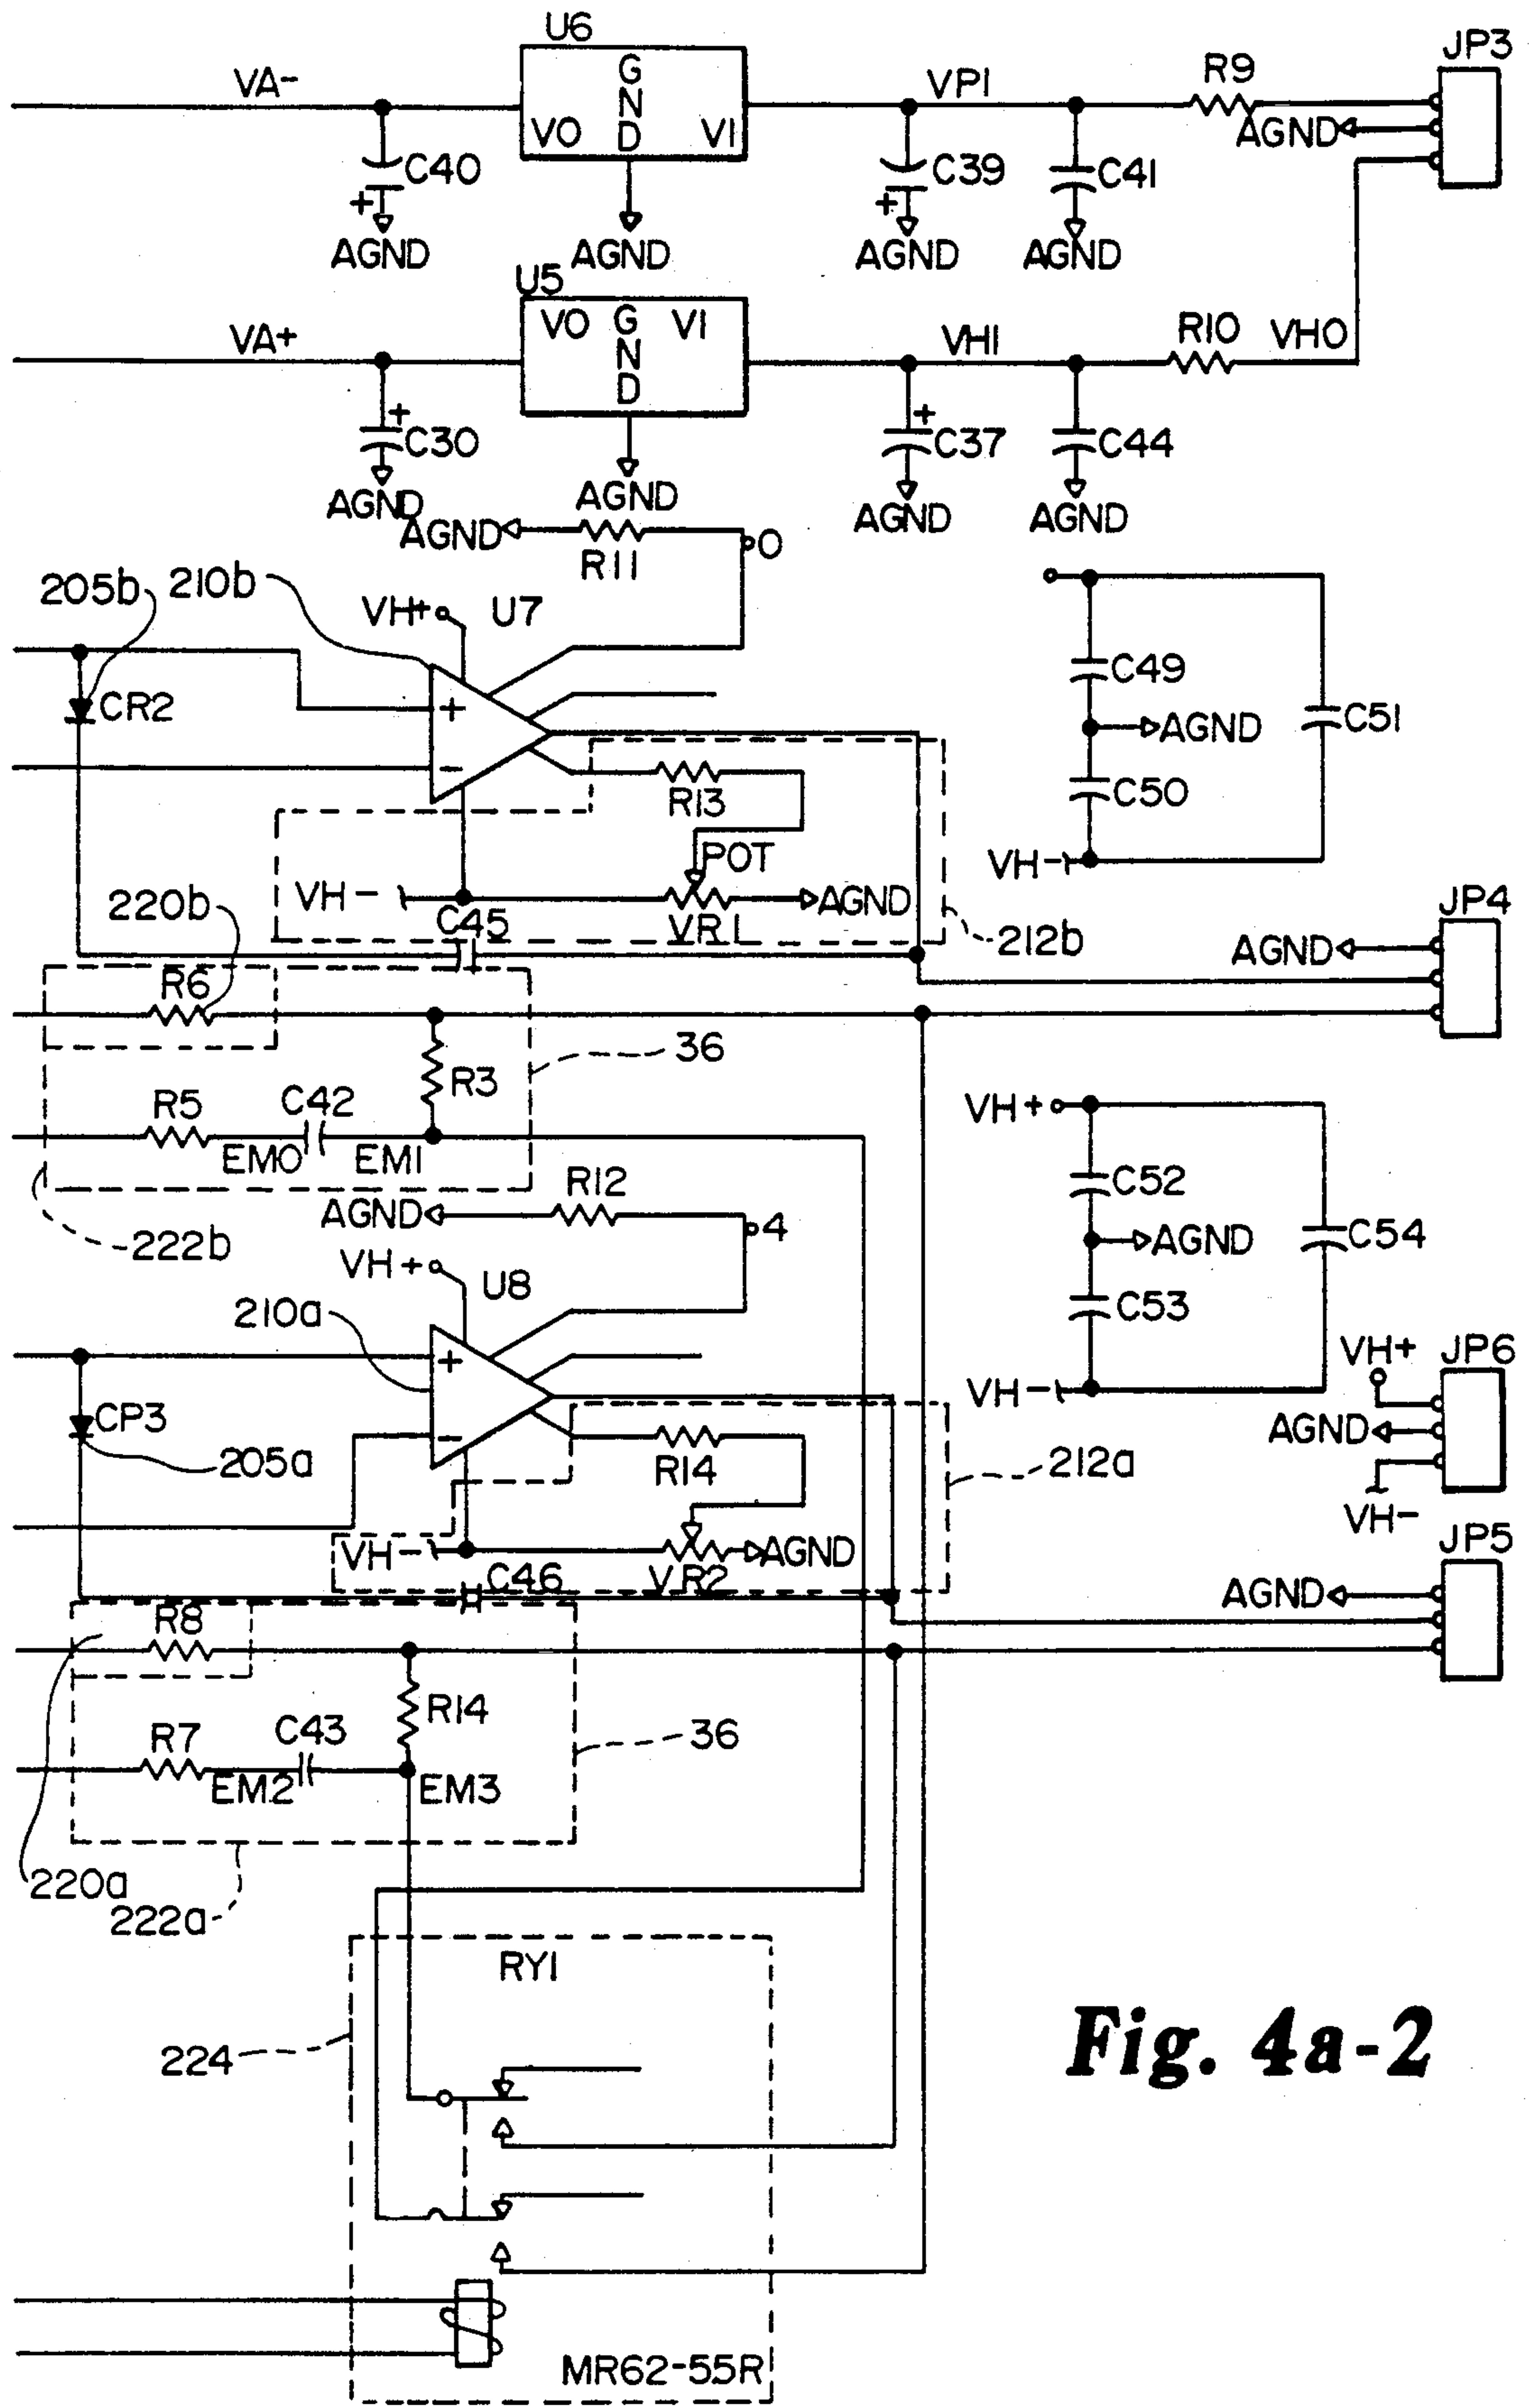 U6
JP3
VA-
G
N
D
VO
VI
VPI
R9
AGND
C40
+
C39
+
C41
AGND
AGND
AGND
AGND
U5
VA+
VO
G
N
D
VI
VHI
R10
VHO
+
C30
+
C37
C44
AGND
AGND
AGND
AGND
AGND
R11
0
205b
210b
VH+
U7
C49
CR2
+
AGND
C51
-
R13
C50
POT
VH-
VH-
AGND
220b
C45
VR1
JP4
212b
AGND
R6
36
R3
R5
C42
VH+
EMO
EMI
R12
C52
AGND
4
222b
AGND
C54
VH+
U8
210a
C53
VH+
JP6
+
VH-
CP3
AGND
-
205a
R14
212a
VH-
JP5
VH-
AGND
C46
VR2
AGND
R8
R14
R7
C43
36
EM2
EM3
220a
222a
RY1
224
Fig. 4a-2
MR62-55R